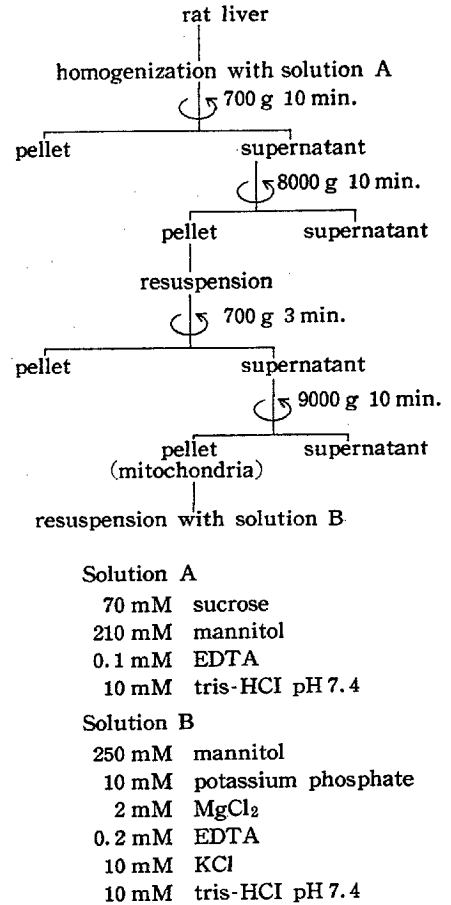 rat liver
homogenization with solution A
700 g 10 min.
pellet supernatant
8000 g 10 min.
pellet supernatant
resuspension
700 g 3 min.
pellet supernatant
9000 g 10 min.
pellet supernatant
(mitochondria)
resuspension with solution B
Solution A
70 mM sucrose
210 mM mannitol
0.1 mM EDTA
10 mM tris-HCl pH 7.4
Solution B
250 mM mannitol
10 mM potassium phosphate
2 mM MgCl₂
0.2 mM EDTA
10 mM KCl
10 mM tris-HCl pH 7.4